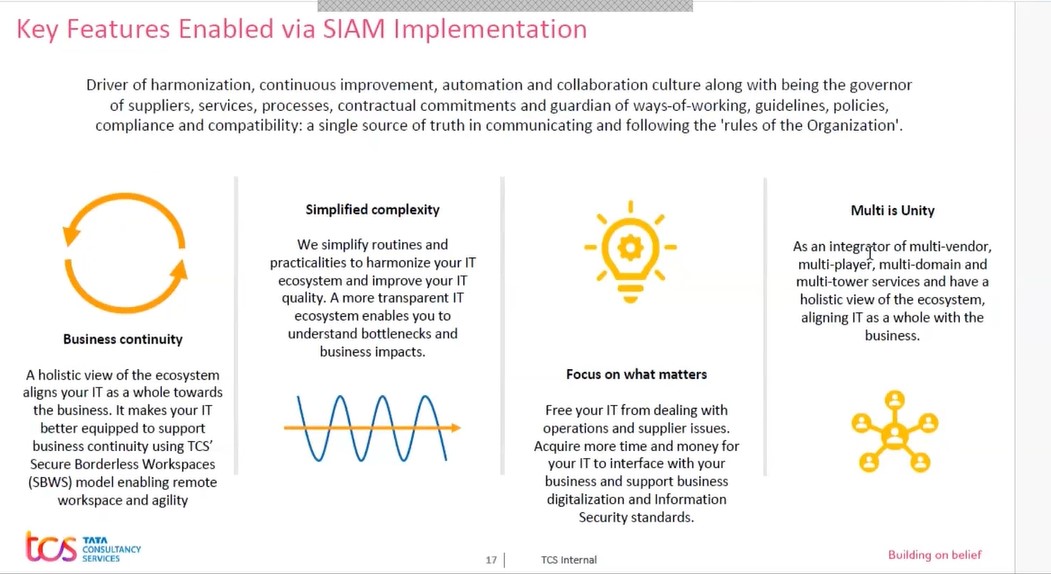 Key Features Enabled via SIAM Implementation
Driver of harmonization, continuous improvement, automation and collaboration culture along with being the governor
of suppliers, services, processes, contractual commitments and guardian of ways-of-working, guidelines, policies,
compliance and compatibility: a single source of truth in communicating and following the 'rules of the Organization'.
Business continuity
A holistic view of the ecosystem
aligns your IT as a whole towards
the business. It makes your IT
better equipped to support
business continuity using TCS’
Secure Borderless Workspaces
(SBWS) model enabling remote
workspace and agility
Simplified complexity
We simplify routines and
practicalities to harmonize your IT
ecosystem and improve your IT
quality. A more transparent IT
ecosystem enables you to
understand bottlenecks and
business impacts.
Focus on what matters
Free your IT from dealing with
operations and supplier issues.
Acquire more time and money for
your IT to interface with your
business and support business
digitalization and Information
Security standards.
Multi is Unity
As an integrator of multi-vendor,
multi-player, multi-domain and
multi-tower services and have a
holistic view of the ecosystem,
aligning IT as a whole with the
business.
tcs
TATA
CONSULTANCY
SERVICES
17
TCS Internal
Building on belief